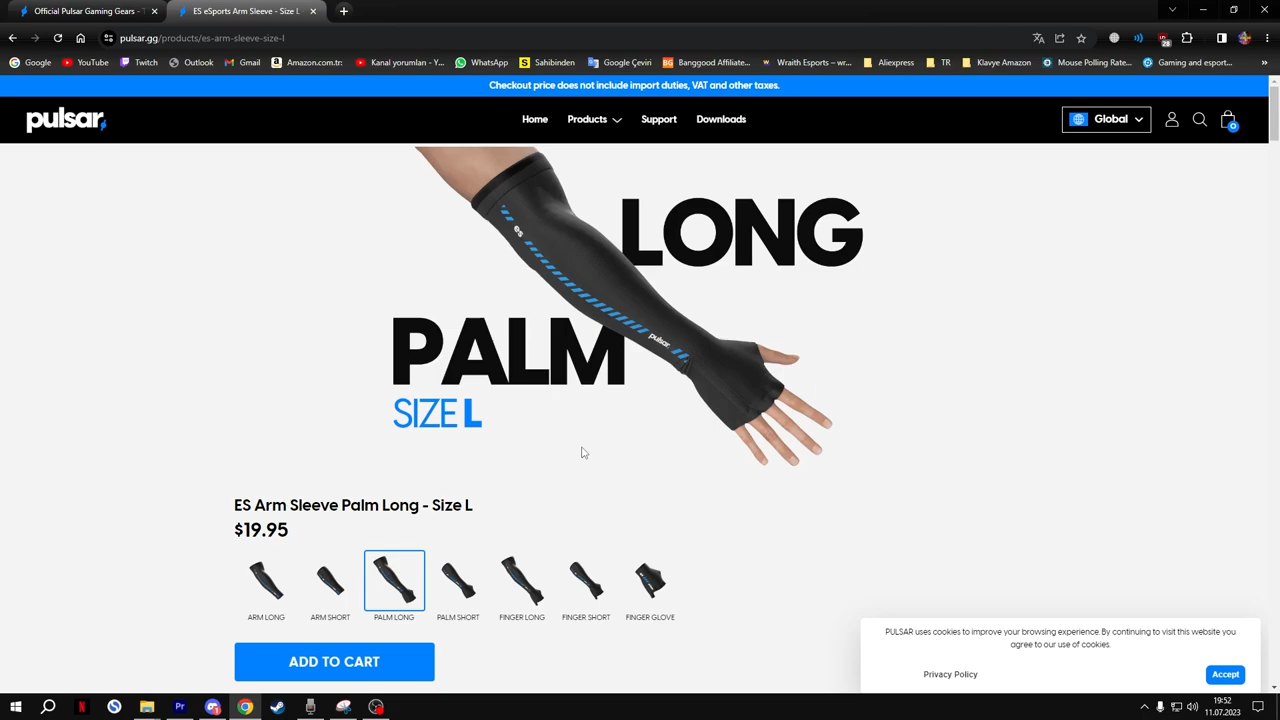 Official Pulsar Gaming Gears - T
ES eSports Arm Sleeve - Size L
pulsar.gg/products/es-arm-sleeve-size-l
28
Google
YouTube
Twitch
Outlook
Gmail
Amazon.com.tr:
Kanal yorumları - Y...
WhatsApp
Sahibinden
Google Çeviri
BG
Banggood Affiliate...
Wraith Esports – wr...
Aliexpress
TR
Klavye Amazon
Mouse Polling Rate...
Gaming and esport...
»
Checkout price does not include import duties, VAT and other taxes.
pulsar
Home
Products
Support
Downloads
Global
0
LONG
es
pulsar
PALM
SIZE L
ES Arm Sleeve Palm Long - Size L
$19.95
ARM LONG
ARM SHORT
PALM LONG
PALM SHORT
FINGER LONG
FINGER SHORT
FINGER GLOVE
ADD TO CART
PULSAR uses cookies to improve your browsing experience. By continuing to visit this website you
agree to our use of cookies.
Privacy Policy
Accept
19:52
11.07.2023